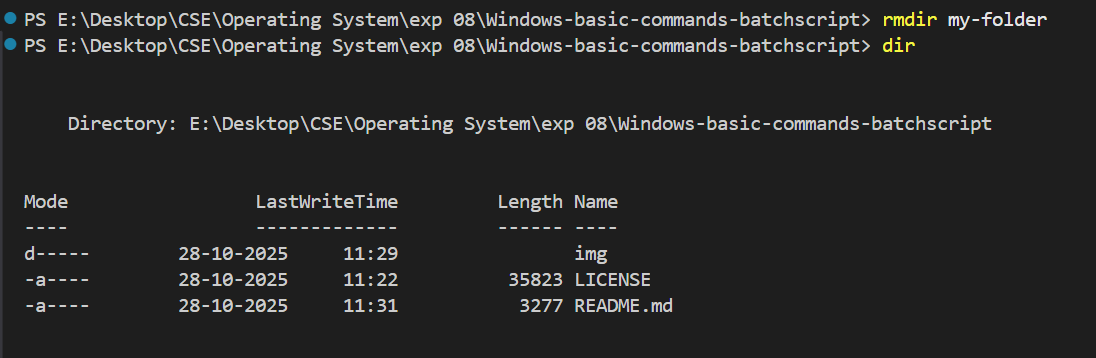 PS E:\Desktop\CSE\Operating System\exp 08\Windows-basic-commands-batchscript> rmdir my-folder
PS E:\Desktop\CSE\Operating System\exp 08\Windows-basic-commands-batchscript> dir
Directory: E:\Desktop\CSE\Operating System\exp 08\Windows-basic-commands-batchscript
Mode                 LastWriteTime         Length Name
----                 -------------         ------ ----
d-----        28-10-2025     11:29                img
-a----        28-10-2025     11:22          35823 LICENSE
-a----        28-10-2025     11:31           3277 README.md